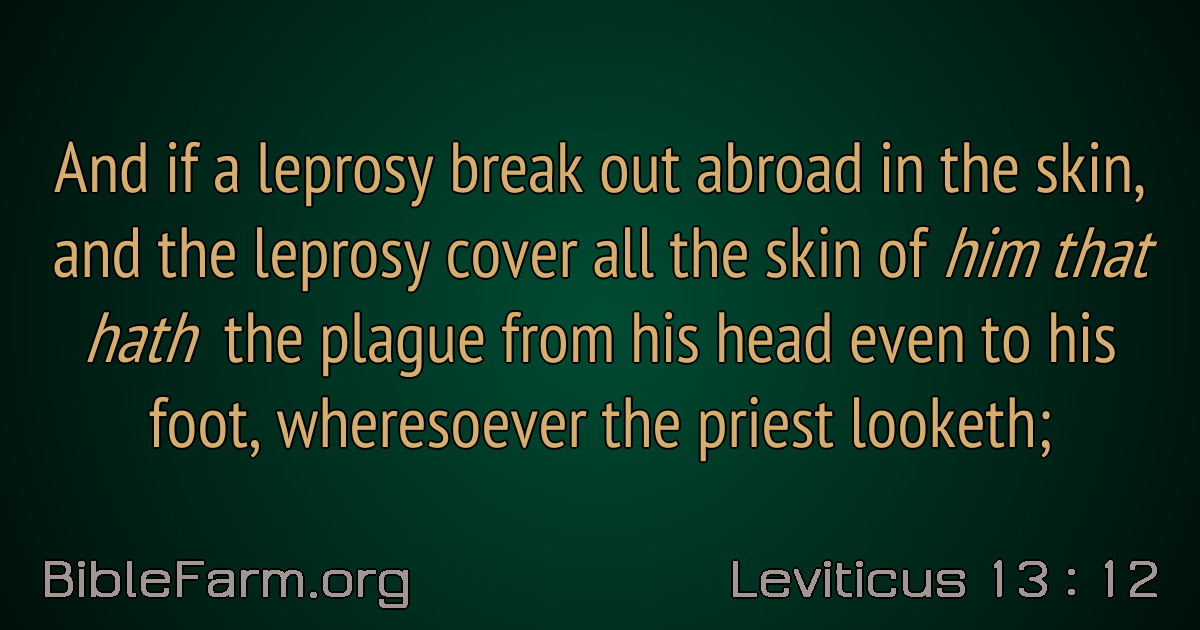 And if a leprosy break out abroad in the skin,
and the leprosy cover all the skin of him that
hath the plague from his head even to his
foot, wheresoever the priest looketh;
BibleFarm.org
Leviticus 13 : 12